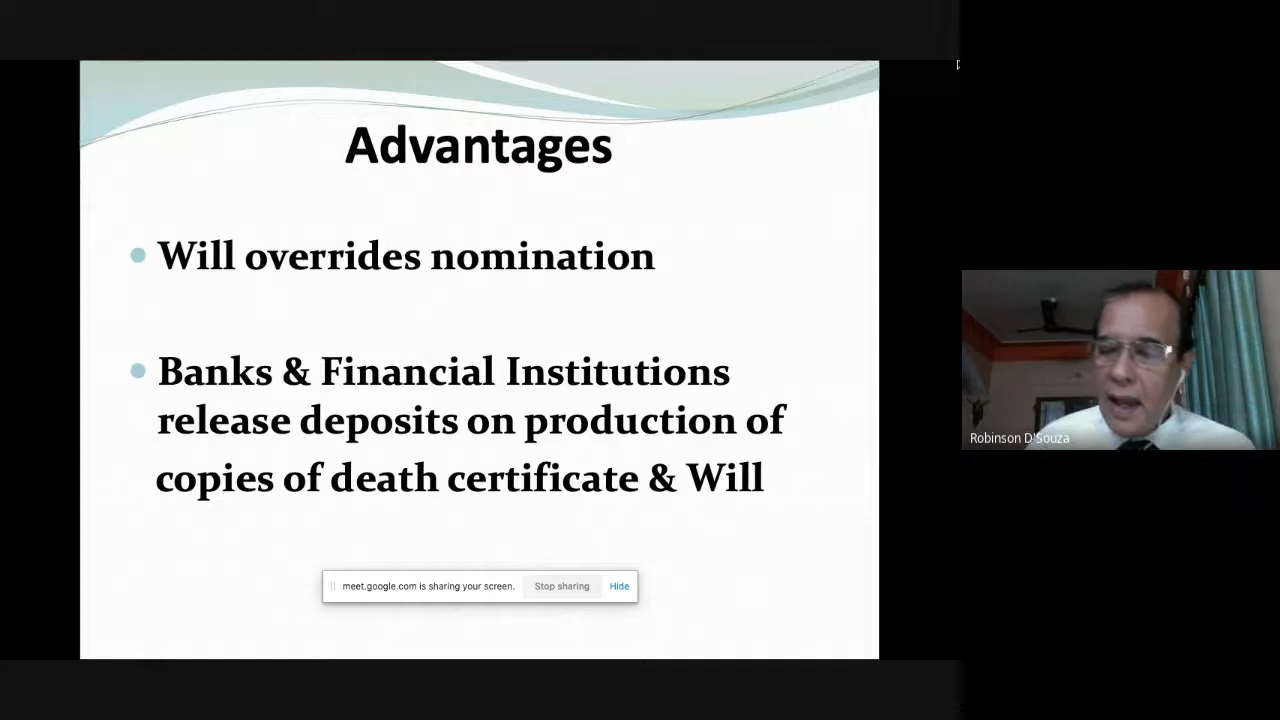 Advantages
Will overrides nomination
Banks & Financial Institutions
release deposits on production of
copies of death certificate & Will
meet.google.com is sharing your screen. Stop sharing Hide
Robinson D'Souza